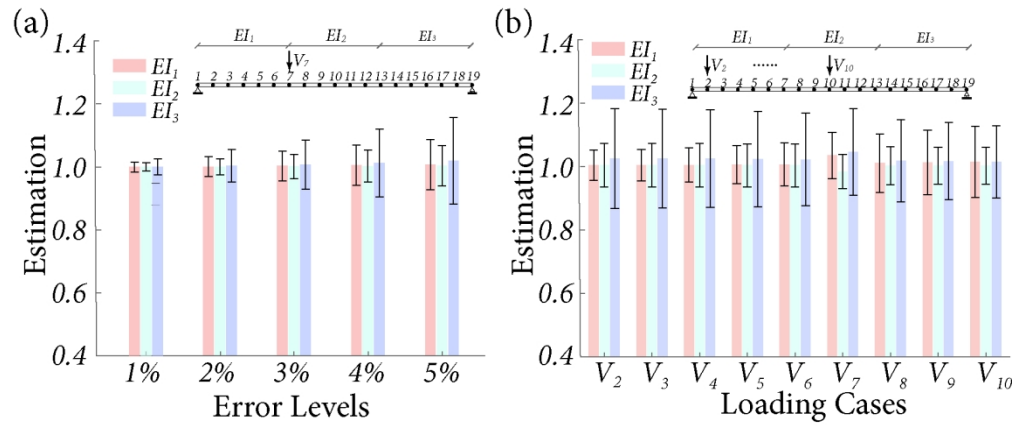 (a)
1.4
1.2
1.0
0.8
0.6
0.4
Estimation
EI1
EI2
EI3
EI1 EI2 EI3
V7
1 2 3 4 5 6 7 8 9 10 11 12 13 14 15 16 17 18 19
1% 2% 3% 4% 5%
Error Levels
(b)
1.4
1.2
1.0
0.8
0.6
0.4
Estimation
EI1
EI2
EI3
EI1 EI2 EI3
V2 ...... V10
1 2 3 4 5 6 7 8 9 10 11 12 13 14 15 16 17 18 19
V2 V3 V4 V5 V6 V7 V8 V9 V10
Loading Cases